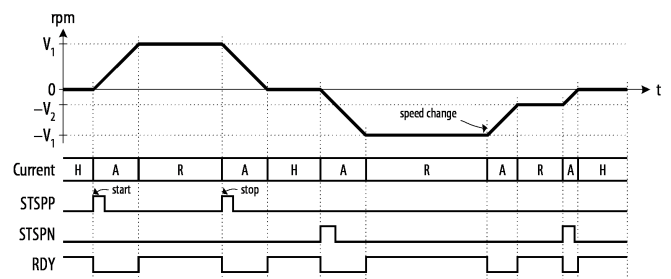 rpm
V1
0 t
−V2
speed change
−V1
Current H A R A H A R A R A H
start stop
STSPP
STSPN
RDY